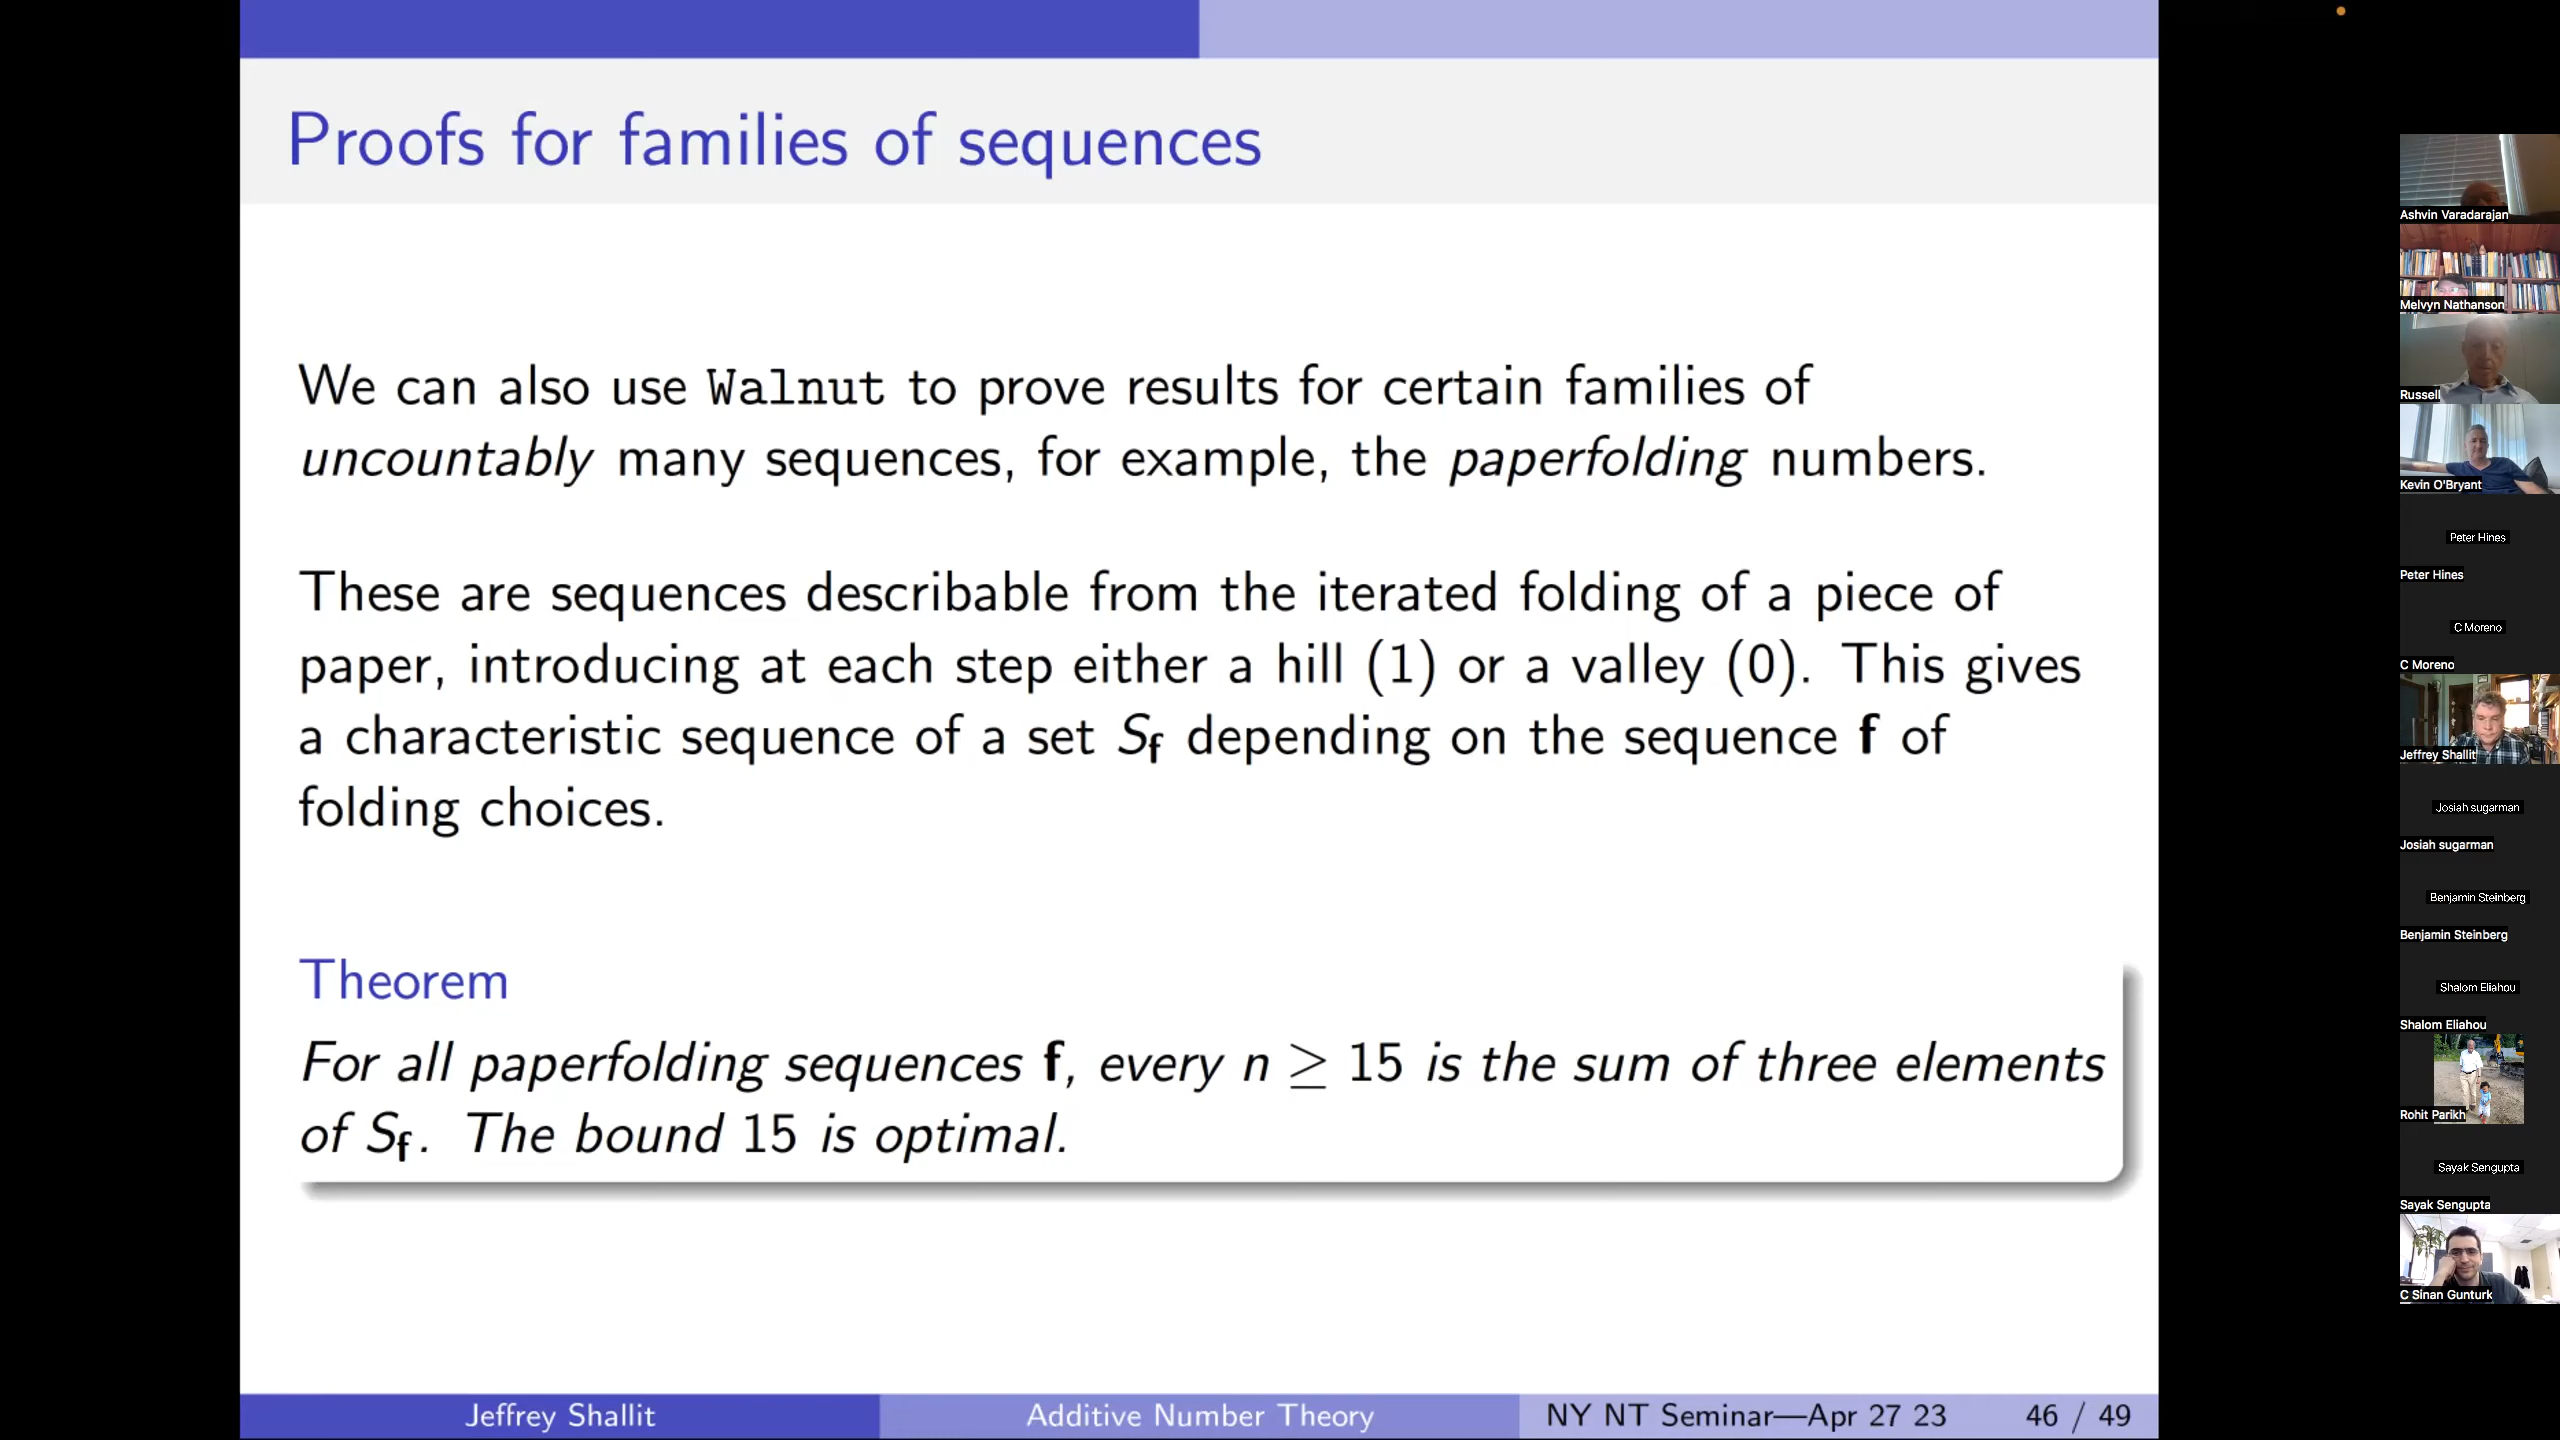 Proofs for families of sequences
We can also use Walnut to prove results for certain families of
uncountably many sequences, for example, the paperfolding numbers.
These are sequences describable from the iterated folding of a piece of
paper, introducing at each step either a hill (1) or a valley (0). This gives
a characteristic sequence of a set S_f depending on the sequence f of
folding choices.
Theorem
For all paperfolding sequences f, every n ≥ 15 is the sum of three elements
of S_f. The bound 15 is optimal.
Jeffrey Shallit
Additive Number Theory
NY NT Seminar—Apr 27 23
46 / 49
Ashvin Varadarajan
Melvyn Nathanson
Russell
Kevin O'Bryant
Peter Hines
Peter Hines
C Moreno
C Moreno
Jeffrey Shallit
Josiah sugarman
Josiah sugarman
Benjamin Steinberg
Benjamin Steinberg
Shalom Eliahou
Shalom Eliahou
Rohit Parikh
Sayak Sengupta
Sayak Sengupta
C Sinan Gunturk